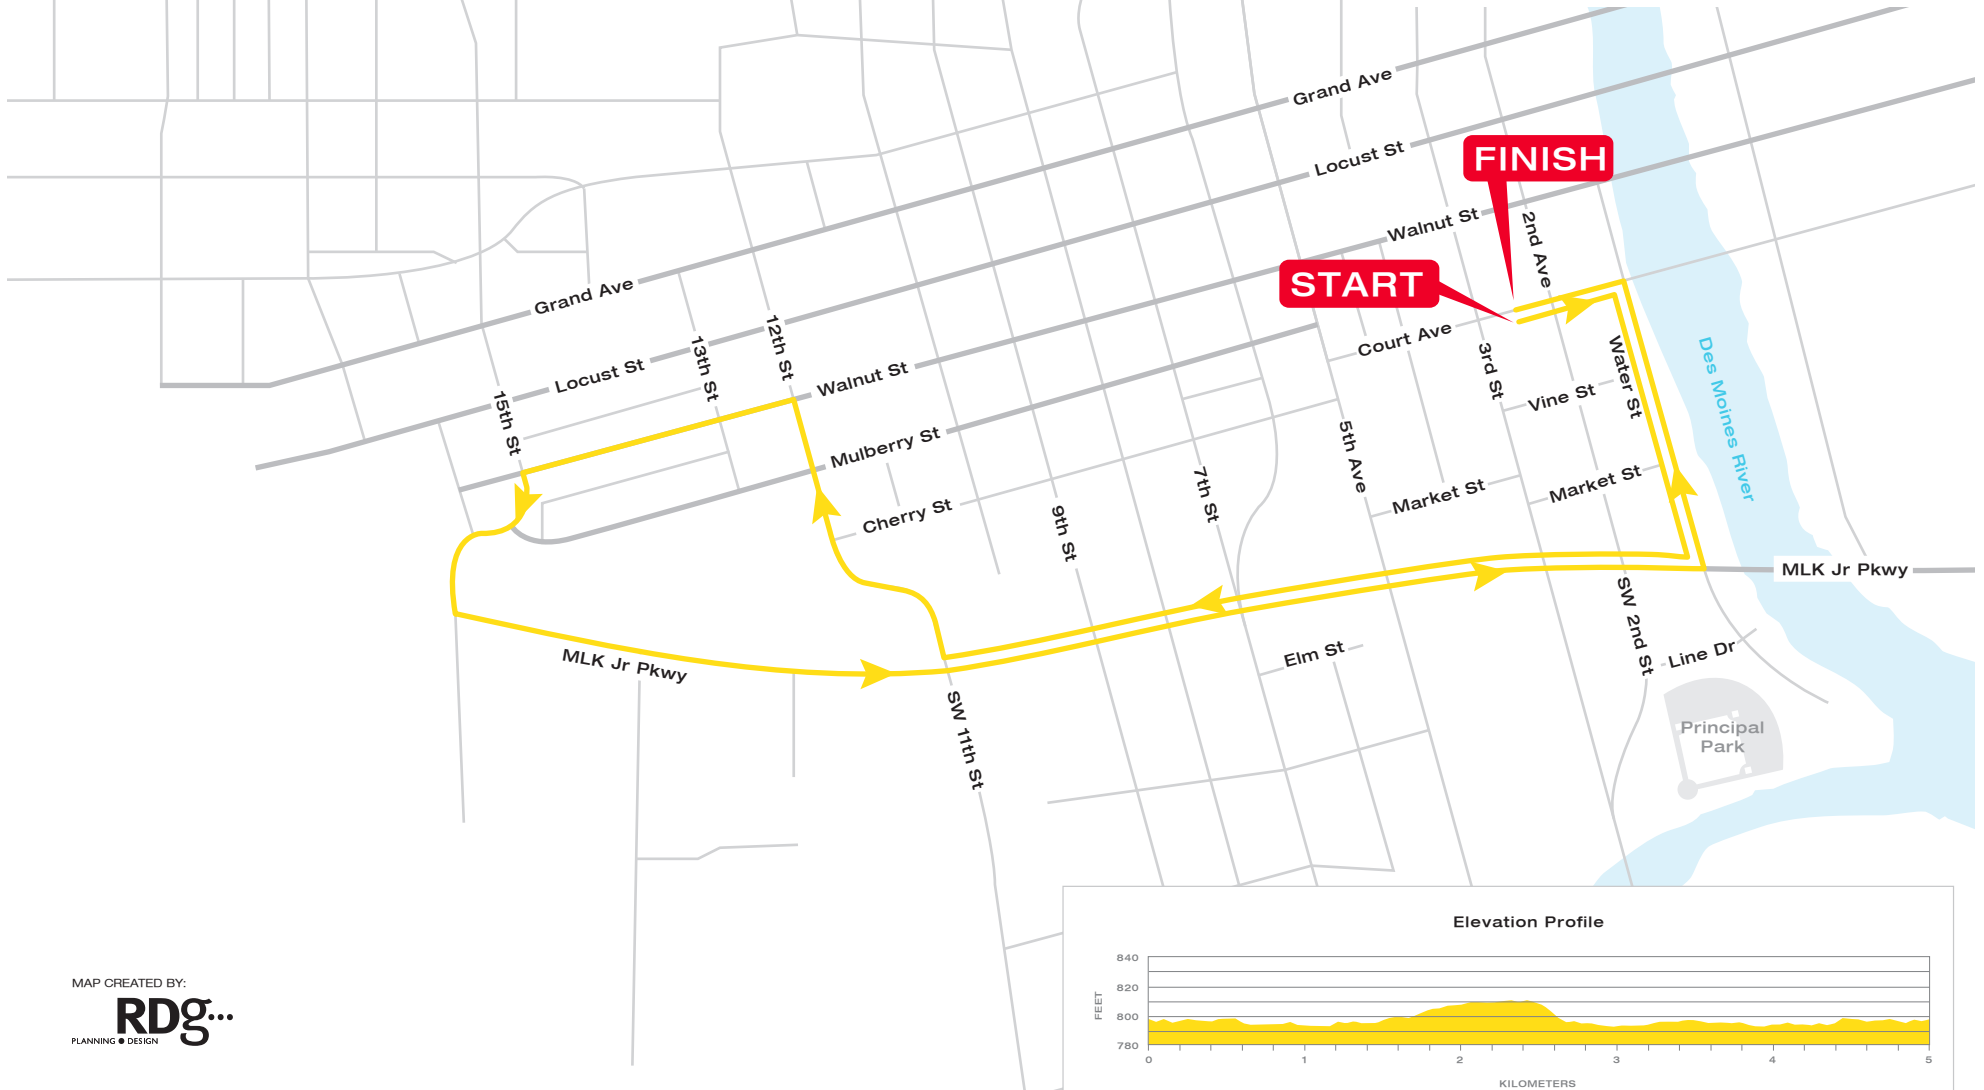 Grand Ave
Locust St
FINISH
Walnut St
2nd Ave
START
Grand Ave
Court Ave
12th St
13th St
3rd St
Water St
Des Moines River
Locust St
Walnut St
Vine St
15th St
Mulberry St
5th Ave
7th St
Market St
Market St
Cherry St
9th St
MLK Jr Pkwy
SW 2nd St
MLK Jr Pkwy
Elm St
Line Dr
SW 11th St
Principal
Park
Elevation Profile
840
820
800
780
FEET
0 1 2 3 4 5
KILOMETERS
MAP CREATED BY:
RDg...
PLANNING ● DESIGN